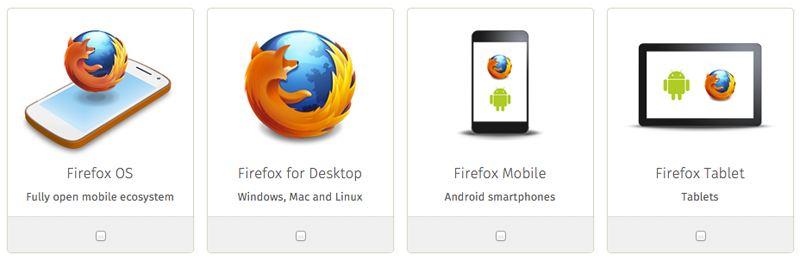 Firefox OS
Fully open mobile ecosystem
Firefox for Desktop
Windows, Mac and Linux
Firefox Mobile
Android smartphones
Firefox Tablet
Tablets